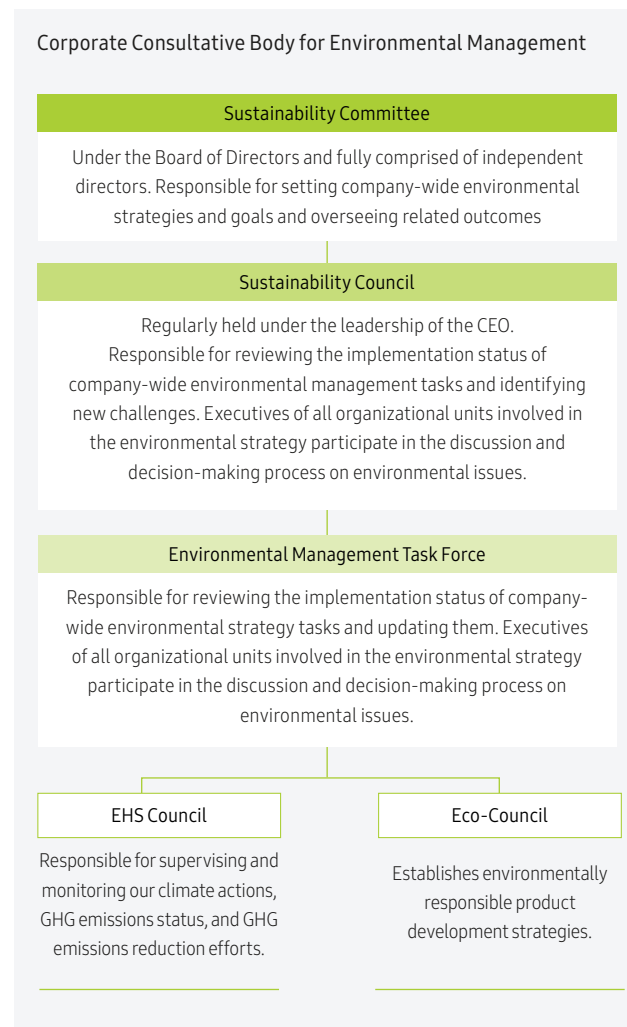 Corporate Consultative Body for Environmental Management
Sustainability Committee
Under the Board of Directors and fully comprised of independent
directors. Responsible for setting company-wide environmental
strategies and goals and overseeing related outcomes
Sustainability Council
Regularly held under the leadership of the CEO.
Responsible for reviewing the implementation status of
company-wide environmental management tasks and identifying
new challenges. Executives of all organizational units involved in
the environmental strategy participate in the discussion and
decision-making process on environmental issues.
Environmental Management Task Force
Responsible for reviewing the implementation status of company-
wide environmental strategy tasks and updating them. Executives
of all organizational units involved in the environmental strategy
participate in the discussion and decision-making process on
environmental issues.
EHS Council
Responsible for supervising and
monitoring our climate actions,
GHG emissions status, and GHG
emissions reduction efforts.
Eco-Council
Establishes environmentally
responsible product
development strategies.